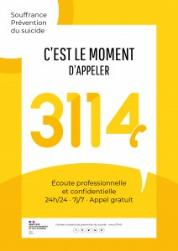 Souffrance
Prévention
du suicide
C'EST LE MOMENT
D'APPELER
3114
Écoute professionnelle
et confidentielle
24h/24 · 7j/7 · Appel gratuit